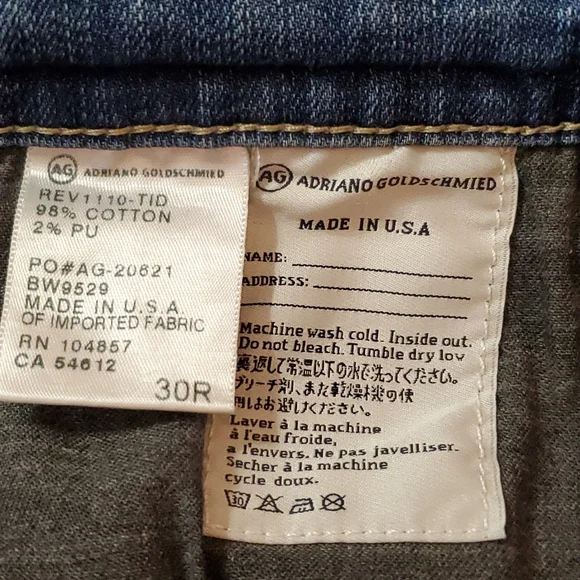 AG ADRIANO GOLDSCHMIED
REV1110-TID
98% COTTON
2% PU
PO#AG-20621
BW9529
MADE IN U.S.A.
OF IMPORTED FABRIC
RN 104857
CA 54612
30R
AG ADRIANO GOLDSCHMIED
MADE IN U.S.A
NAME:
ADDRESS:
Machine wash cold. Inside out.
Do not bleach. Tumble dry low
裏返して常温以下の水で洗ってください。
ブリーチ剤、また乾燥機の使
用はお避けください。
Laver à la machine
à l'eau froide,
a l'envers. Ne pas javelliser.
Secher à la machine
cycle doux.
30